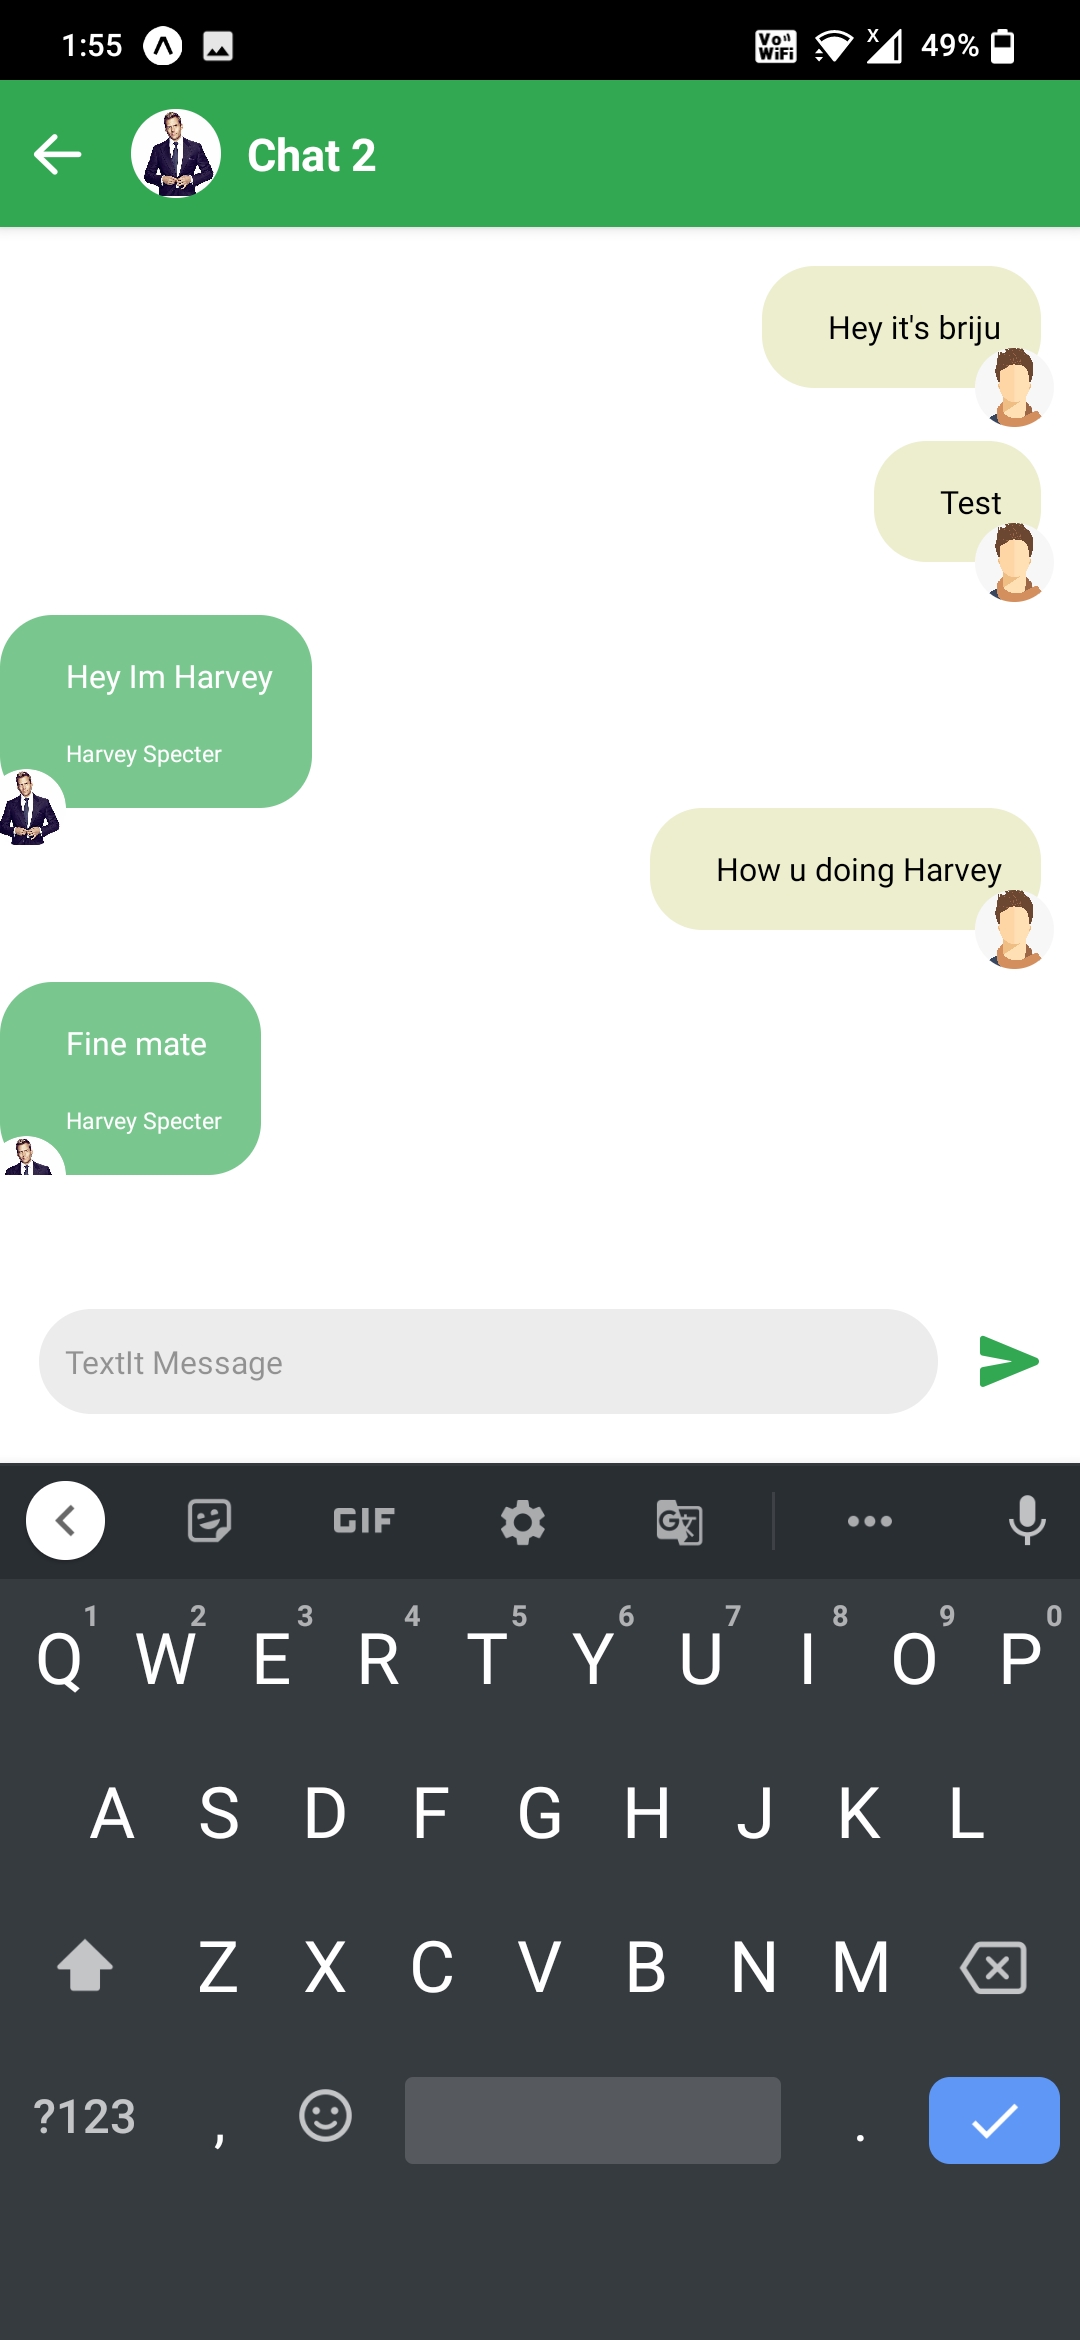 1:55 Vo WiFi x 49%
Chat 2
Hey it's briju
Test
Hey Im Harvey
Harvey Specter
How u doing Harvey
Fine mate
Harvey Specter
TextIt Message
GIF G 文
1 2 3 4 5 6 7 8 9 0
Q W E R T Y U I O P
A S D F G H J K L
Z X C V B N M
?123 , .